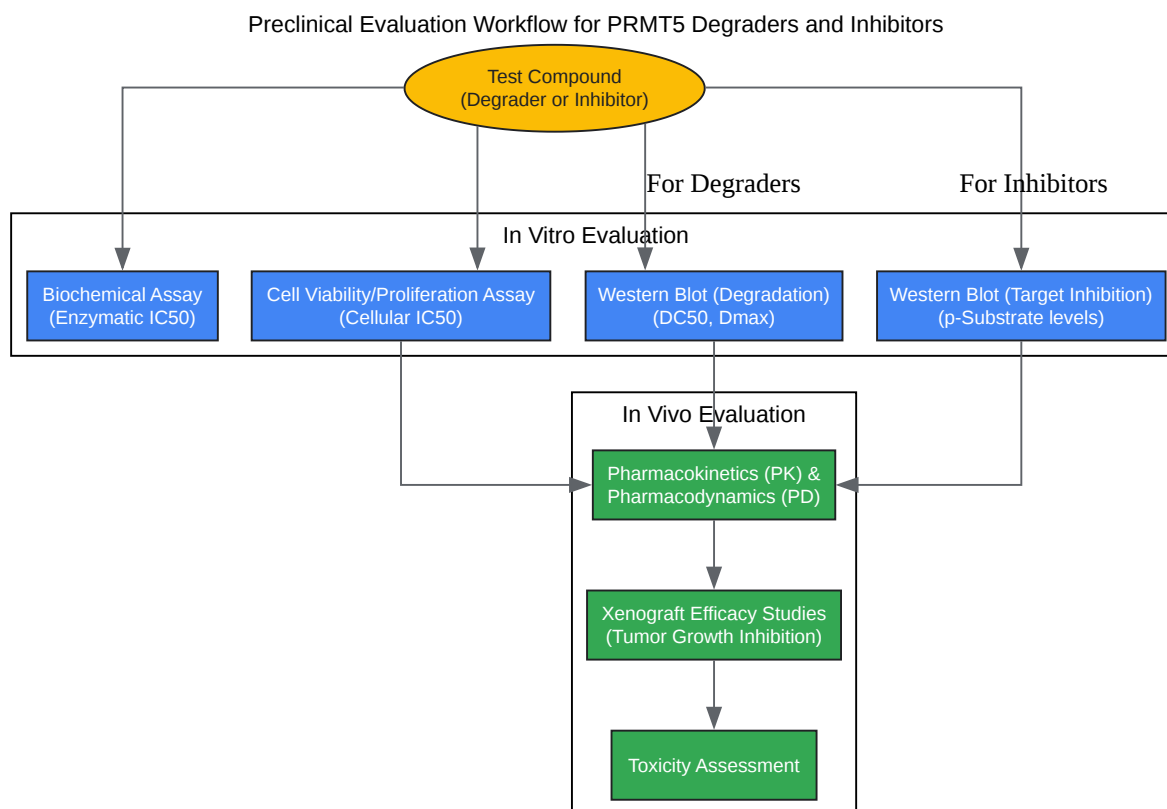 Preclinical Evaluation Workflow for PRMT5 Degraders and Inhibitors
Test Compound
(Degrader or Inhibitor)
For Degraders
For Inhibitors
In Vitro Evaluation
Biochemical Assay
(Enzymatic IC50)
Cell Viability/Proliferation Assay
(Cellular IC50)
Western Blot (Degradation)
(DC50, Dmax)
Western Blot (Target Inhibition)
(p-Substrate levels)
In Vivo Evaluation
Pharmacokinetics (PK) &
Pharmacodynamics (PD)
Xenograft Efficacy Studies
(Tumor Growth Inhibition)
Toxicity Assessment